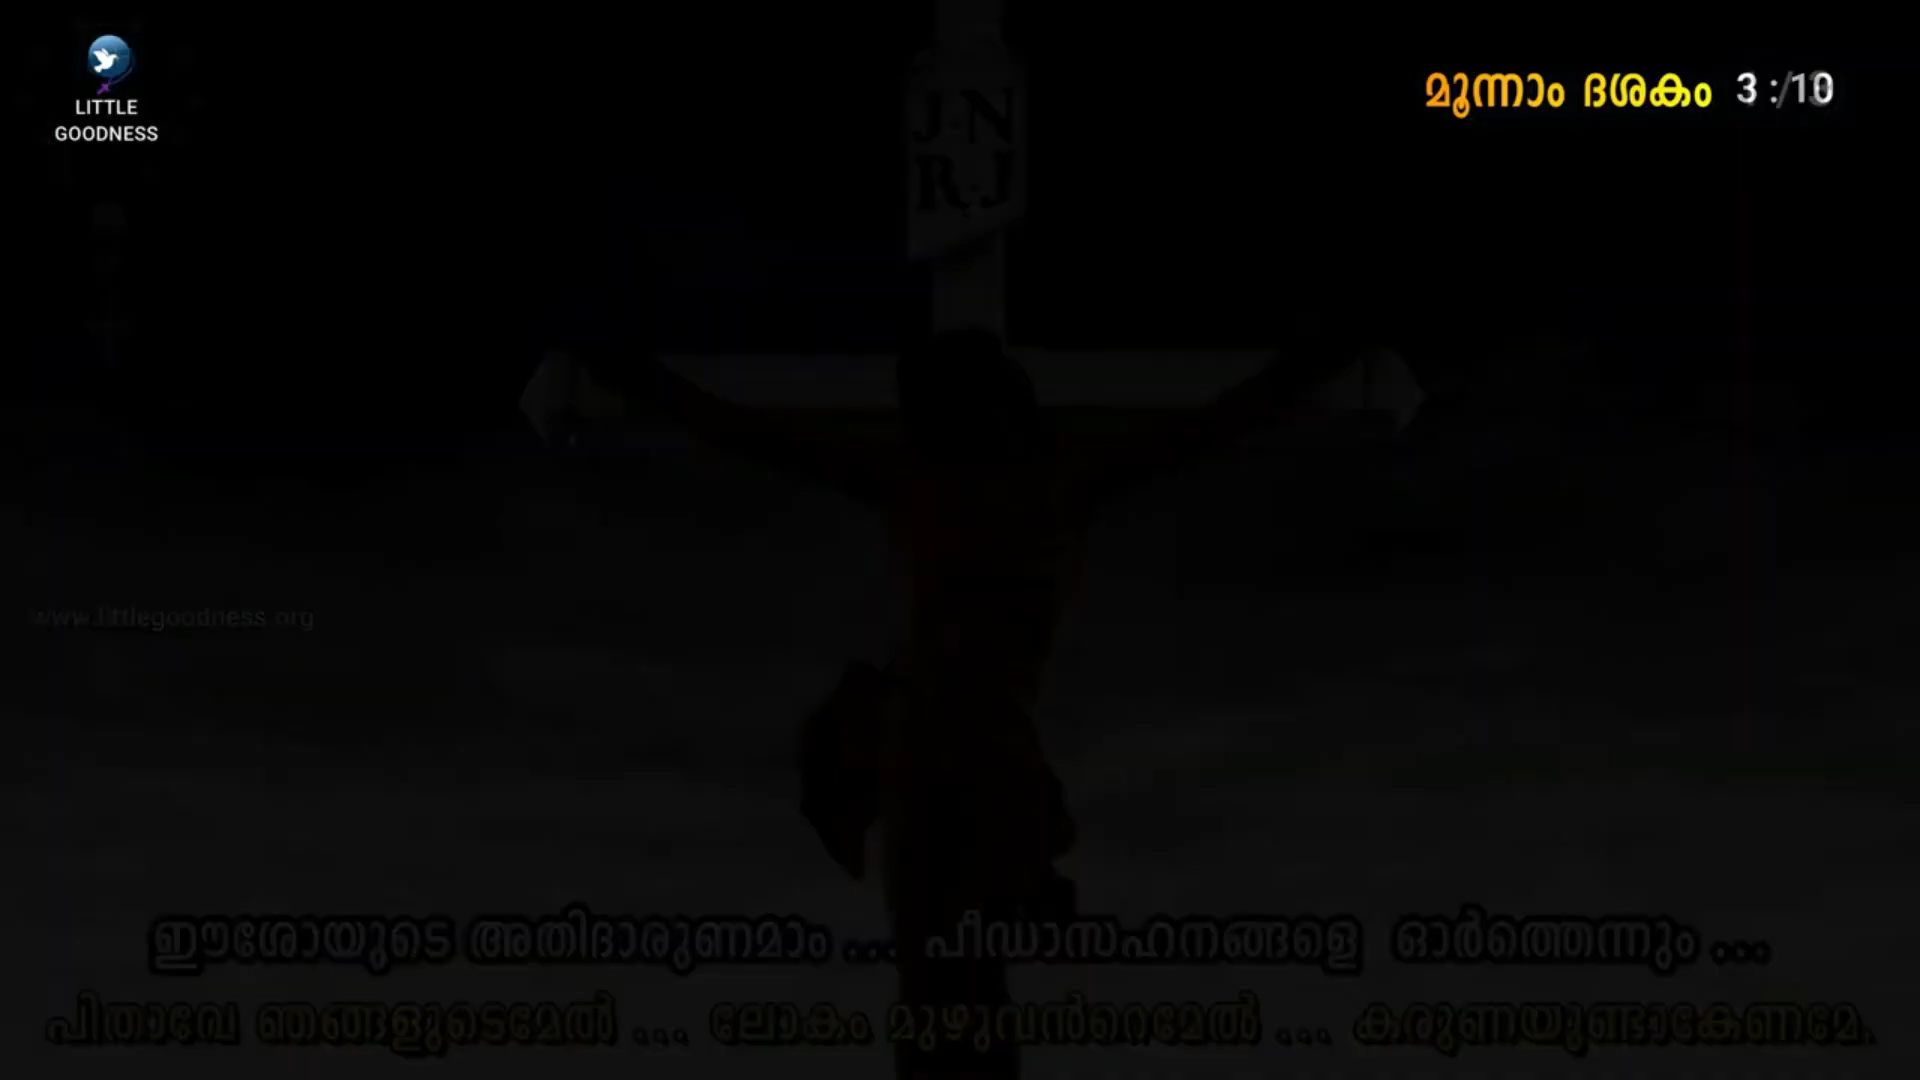 LITTLE
GOODNESS
മൂന്നാം ദശകം 3 : /10
J N
R J
www.littlegoodness.org
ഈശോയുടെ അതിദാരുണമാം ... പീഡാസഹനങ്ങളെ ഓർത്തെന്നും ...
പിതാവേ ഞങ്ങളുടെമേൽ ... ലോകം മുഴുവൻറെമേൽ ... കരുണയുണ്ടാകേണമേ.